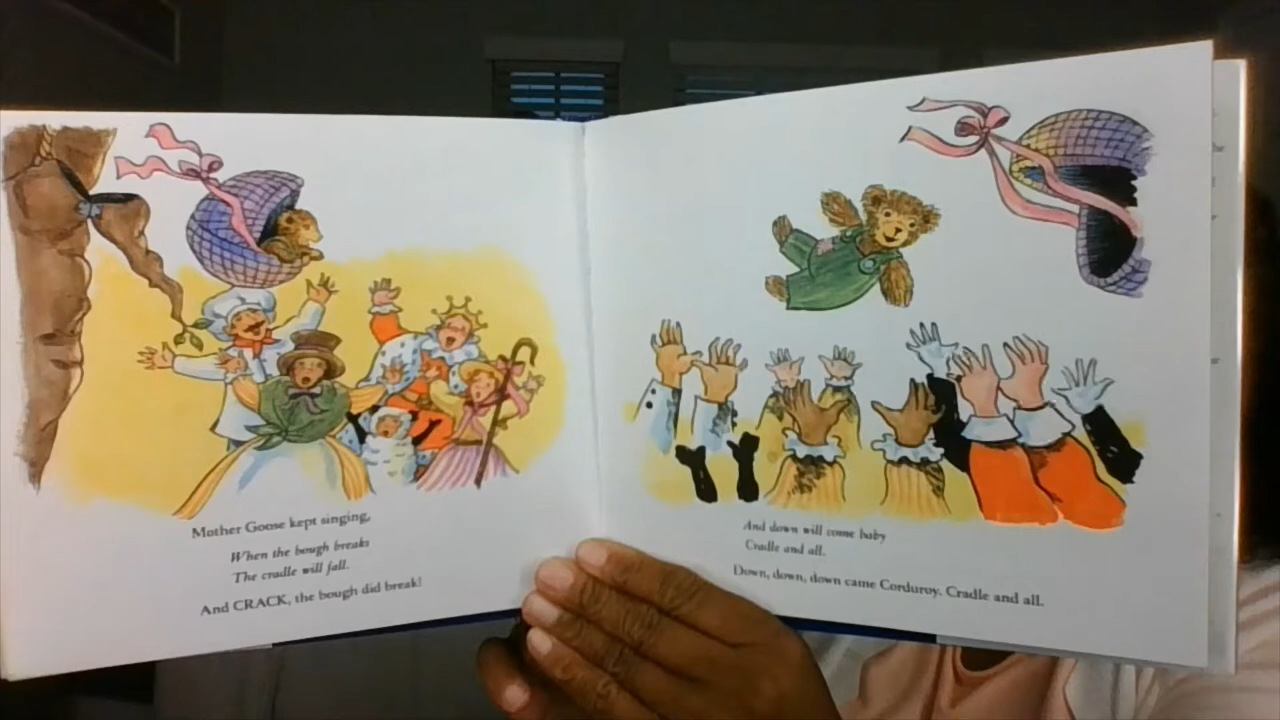 Mother Goose kept singing,
When the bough breaks
The cradle will fall.
And CRACK, the bough did break!
And down will come baby
Cradle and all.
Down, down, down came Corduroy. Cradle and all.